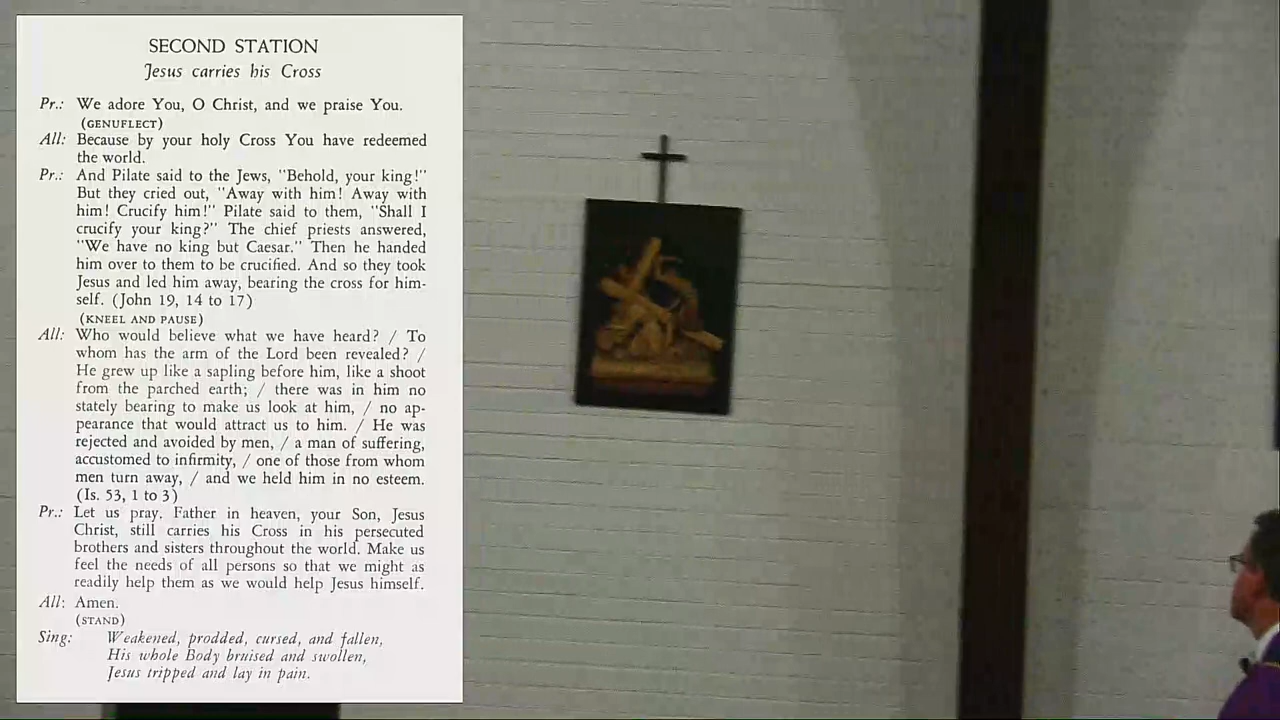 SECOND STATION
Jesus carries his Cross
Pr.: We adore You, O Christ, and we praise You.
(GENUFLECT)
All: Because by your holy Cross You have redeemed
the world.
Pr.: And Pilate said to the Jews, "Behold, your king!"
But they cried out, "Away with him! Away with
him! Crucify him!" Pilate said to them, "Shall I
crucify your king?" The chief priests answered,
"We have no king but Caesar." Then he handed
him over to them to be crucified. And so they took
Jesus and led him away, bearing the cross for him-
self. (John 19, 14 to 17)
(KNEEL AND PAUSE)
All: Who would believe what we have heard? / To
whom has the arm of the Lord been revealed? /
He grew up like a sapling before him, like a shoot
from the parched earth; / there was in him no
stately bearing to make us look at him, / no ap-
pearance that would attract us to him. / He was
rejected and avoided by men, / a man of suffering,
accustomed to infirmity, / one of those from whom
men turn away, / and we held him in no esteem.
(Is. 53, 1 to 3)
Pr.: Let us pray. Father in heaven, your Son, Jesus
Christ, still carries his Cross in his persecuted
brothers and sisters throughout the world. Make us
feel the needs of all persons so that we might as
readily help them as we would help Jesus himself.
All: Amen.
(STAND)
Sing: Weakened, prodded, cursed, and fallen,
His whole Body bruised and swollen,
Jesus tripped and lay in pain.